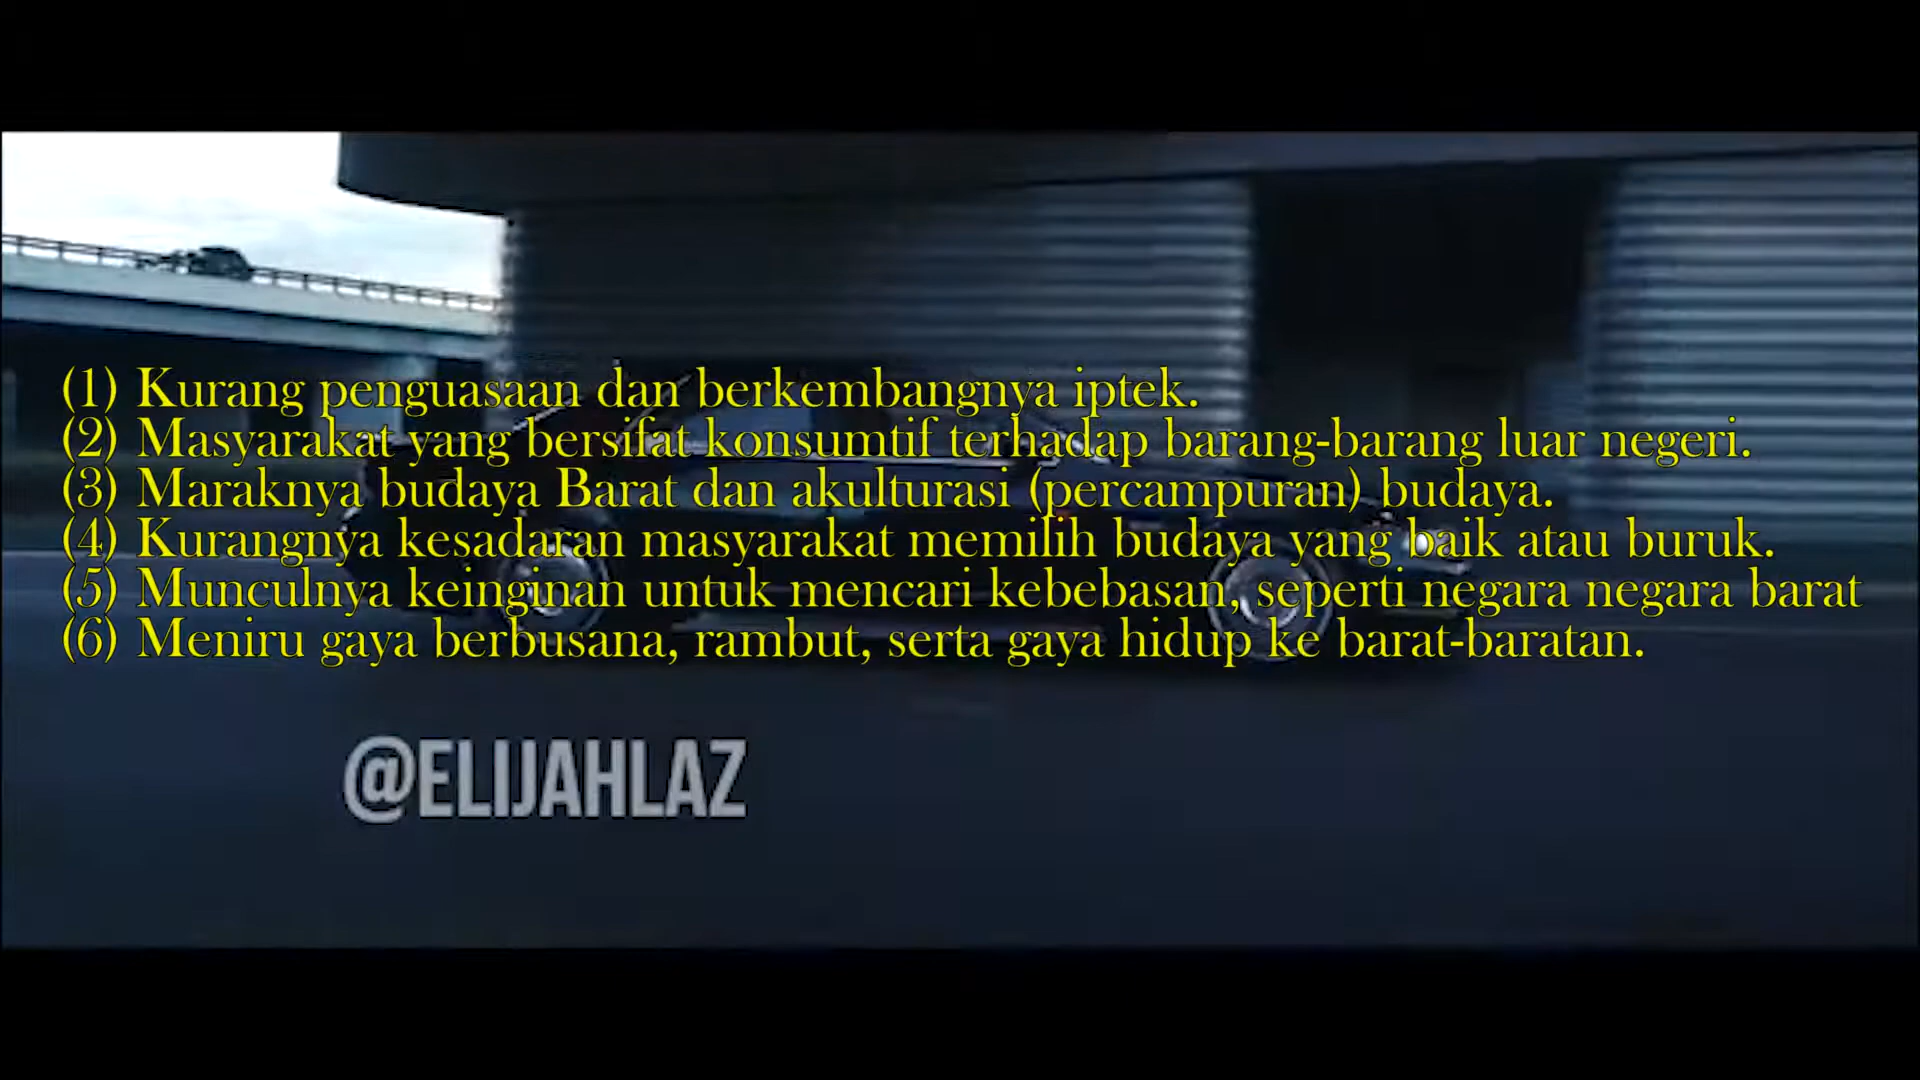 (1) Kurang penguasaan dan berkembangnya iptek.
(2) Masyarakat yang bersifat konsumtif terhadap barang-barang luar negeri.
(3) Maraknya budaya Barat dan akulturasi (percampuran) budaya.
(4) Kurangnya kesadaran masyarakat memilih budaya yang baik atau buruk.
(5) Munculnya keinginan untuk mencari kebebasan, seperti negara negara barat
(6) Meniru gaya berbusana, rambut, serta gaya hidup ke barat-baratan.
@ELIJAHLAZ